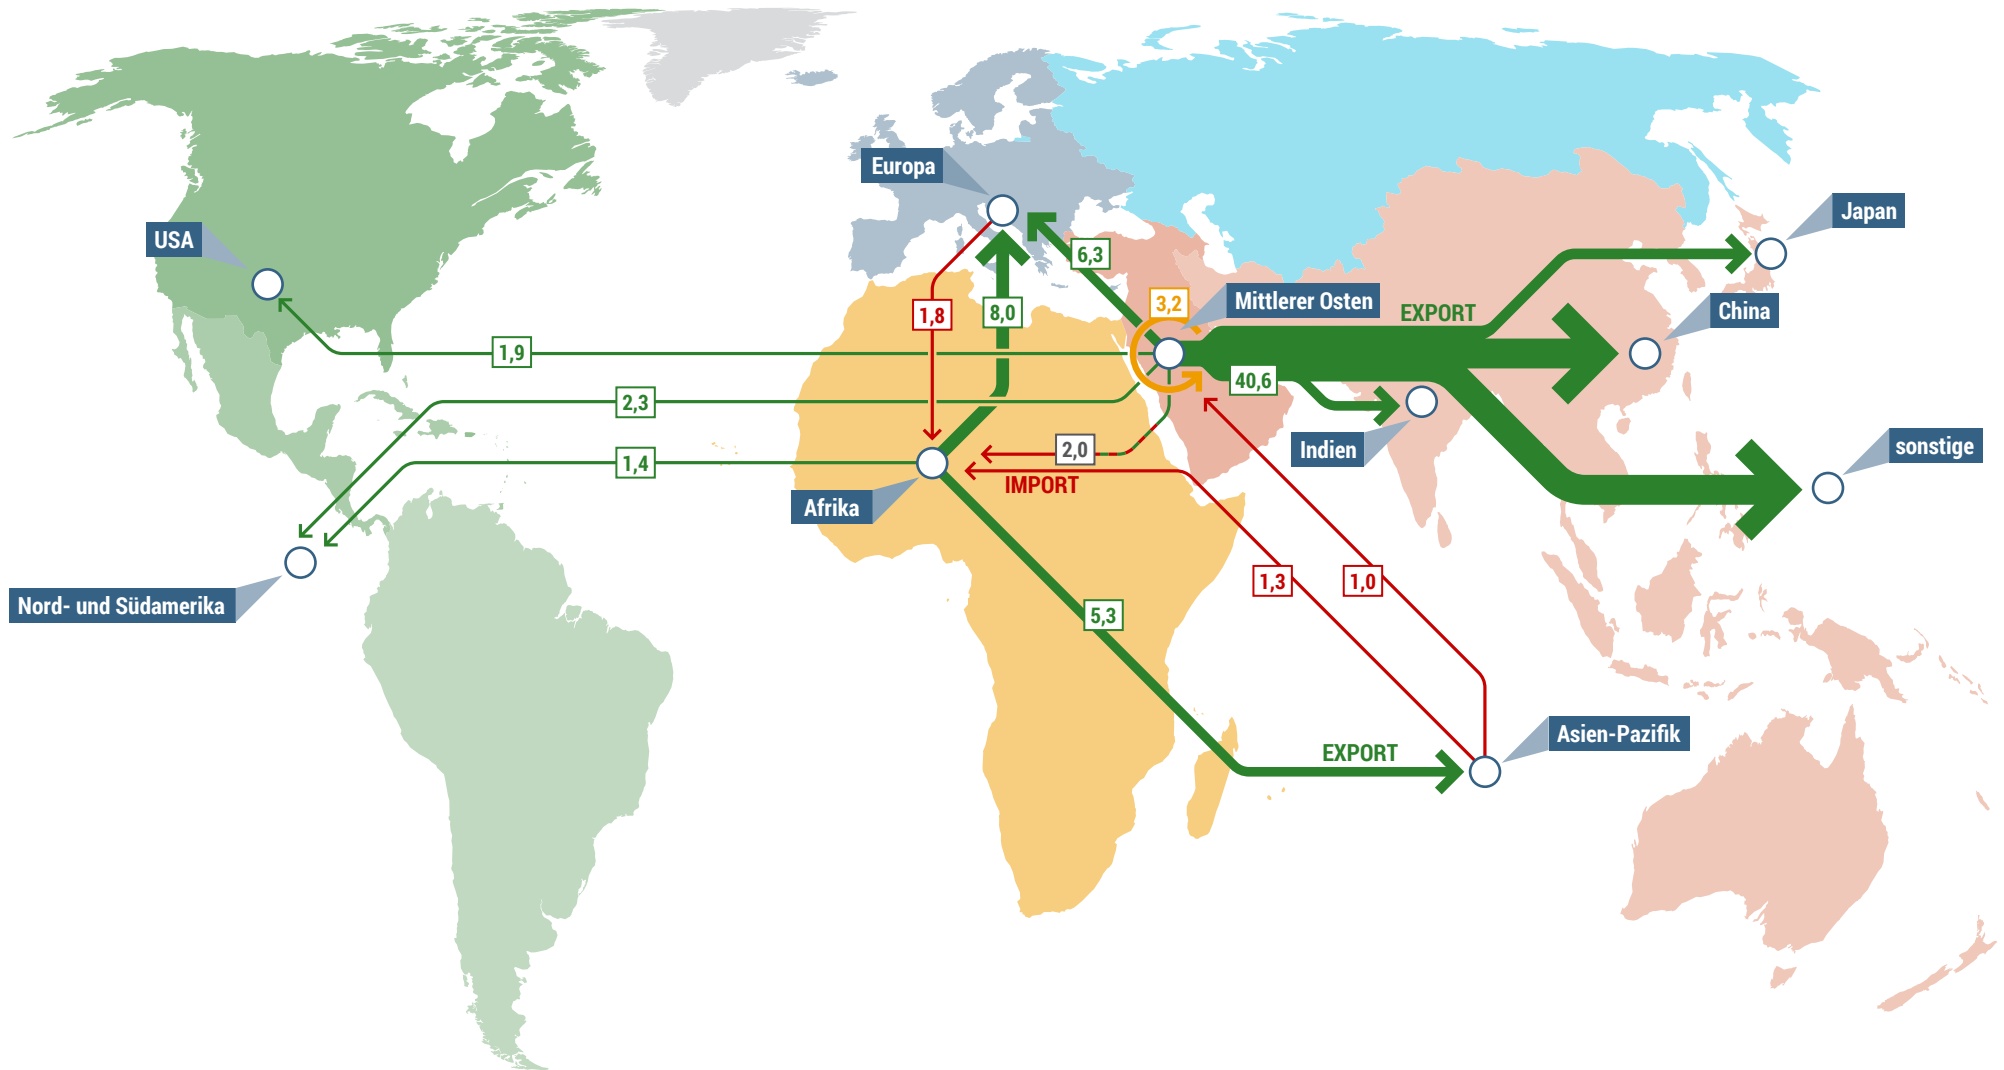 Europa
Japan
USA
6,3
Mittlerer Osten
3,2
China
EXPORT
8,0
1,8
1,9
40,6
2,3
Indien
sonstige
2,0
1,4
IMPORT
Afrika
1,3
1,0
Nord- und Südamerika
5,3
Asien-Pazifik
EXPORT